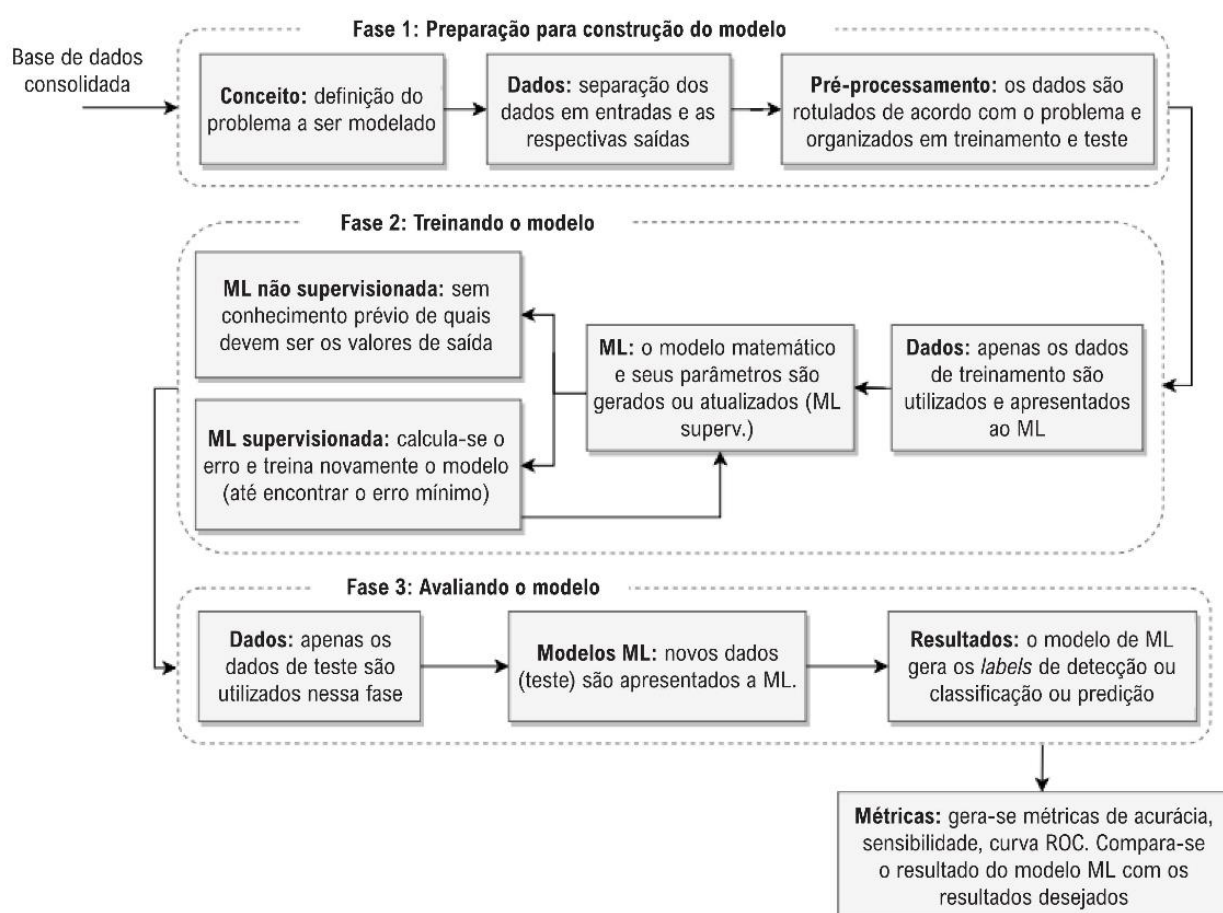 Fase 1: Preparação para construção do modelo
Base de dados
consolidada
Conceito: definição do
problema a ser modelado
Dados: separação dos
dados em entradas e as
respectivas saídas
Pré-processamento: os dados são
rotulados de acordo com o problema e
organizados em treinamento e teste
Fase 2: Treinando o modelo
ML não supervisionada: sem
conhecimento prévio de quais
devem ser os valores de saída
ML supervisionada: calcula-se o
erro e treina novamente o modelo
(até encontrar o erro mínimo)
ML: o modelo matemático
e seus parâmetros são
gerados ou atualizados (ML
superv.)
Dados: apenas os dados
de treinamento são
utilizados e apresentados
ao ML
Fase 3: Avaliando o modelo
Dados: apenas os
dados de teste são
utilizados nessa fase
Modelos ML: novos dados
(teste) são apresentados a ML.
Resultados: o modelo de ML
gera os labels de detecção ou
classificação ou predição
Métricas: gera-se métricas de acurácia,
sensibilidade, curva ROC. Compara-se
o resultado do modelo ML com os
resultados desejados